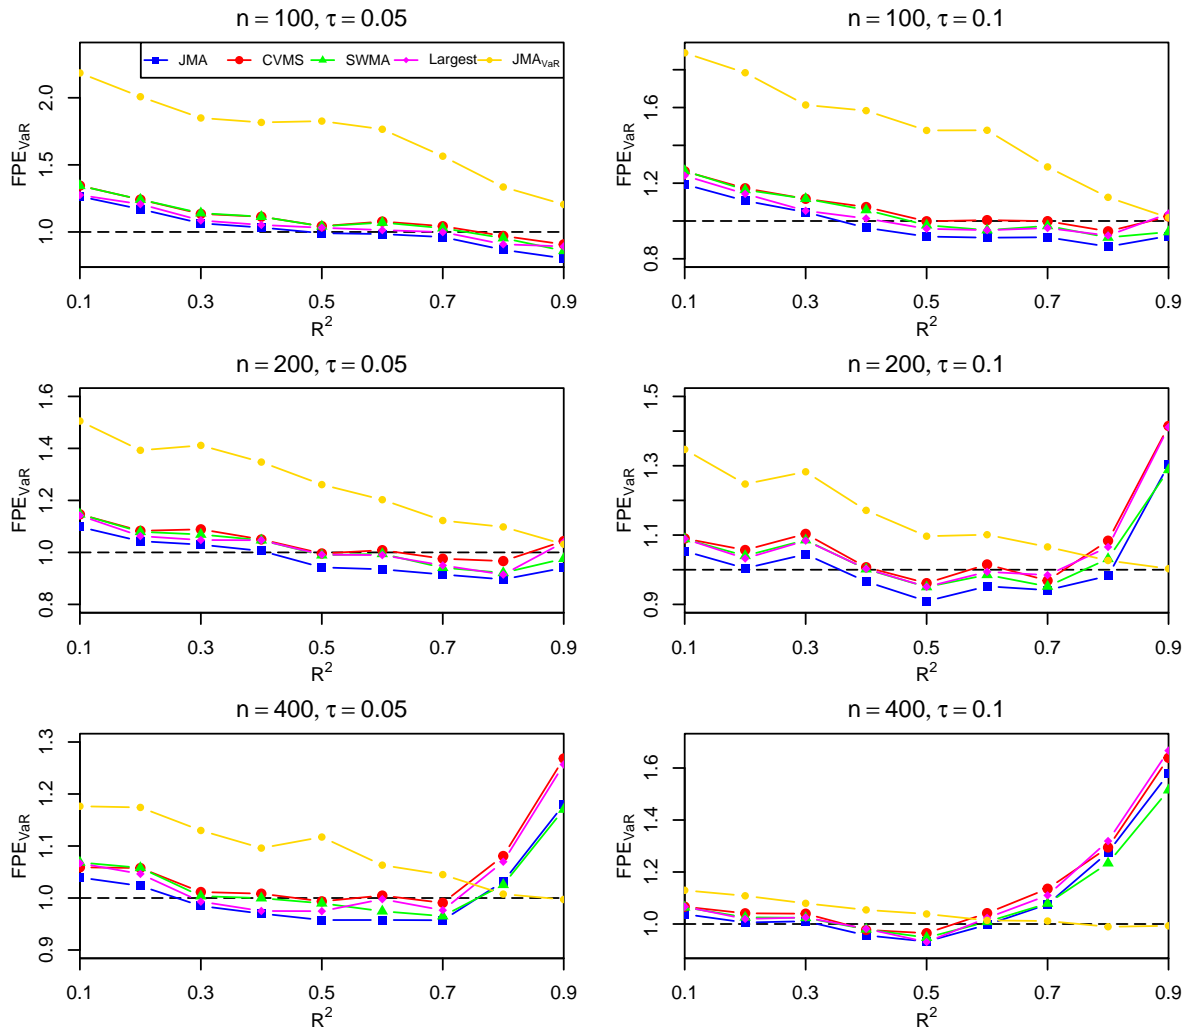 n = 100, τ = 0.05
JMA CVMS SWMA Largest JMA_VaR
FPE_VaR
1.0 1.5 2.0
0.1 0.3 0.5 0.7 0.9
R²
n = 100, τ = 0.1
FPE_VaR
0.8 1.2 1.6
0.1 0.3 0.5 0.7 0.9
R²
n = 200, τ = 0.05
FPE_VaR
0.8 1.0 1.2 1.4 1.6
0.1 0.3 0.5 0.7 0.9
R²
n = 200, τ = 0.1
FPE_VaR
0.9 1.1 1.3 1.5
0.1 0.3 0.5 0.7 0.9
R²
n = 400, τ = 0.05
FPE_VaR
0.9 1.0 1.1 1.2 1.3
0.1 0.3 0.5 0.7 0.9
R²
n = 400, τ = 0.1
FPE_VaR
1.0 1.2 1.4 1.6
0.1 0.3 0.5 0.7 0.9
R²